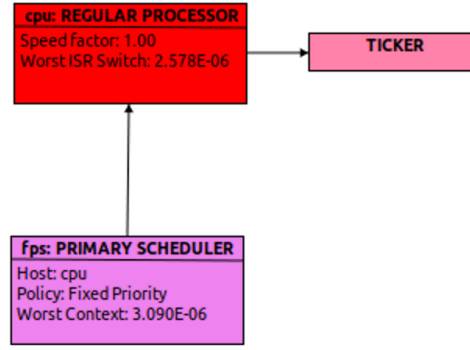 cpu: REGULAR PROCESSOR
Speed factor: 1.00
Worst ISR Switch: 2.578E-06
TICKER
fps: PRIMARY SCHEDULER
Host: cpu
Policy: Fixed Priority
Worst Context: 3.090E-06